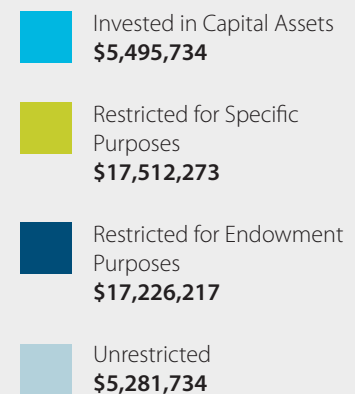 Invested in Capital Assets
$5,495,734
Restricted for Specific
Purposes
$17,512,273
Restricted for Endowment
Purposes
$17,226,217
Unrestricted
$5,281,734